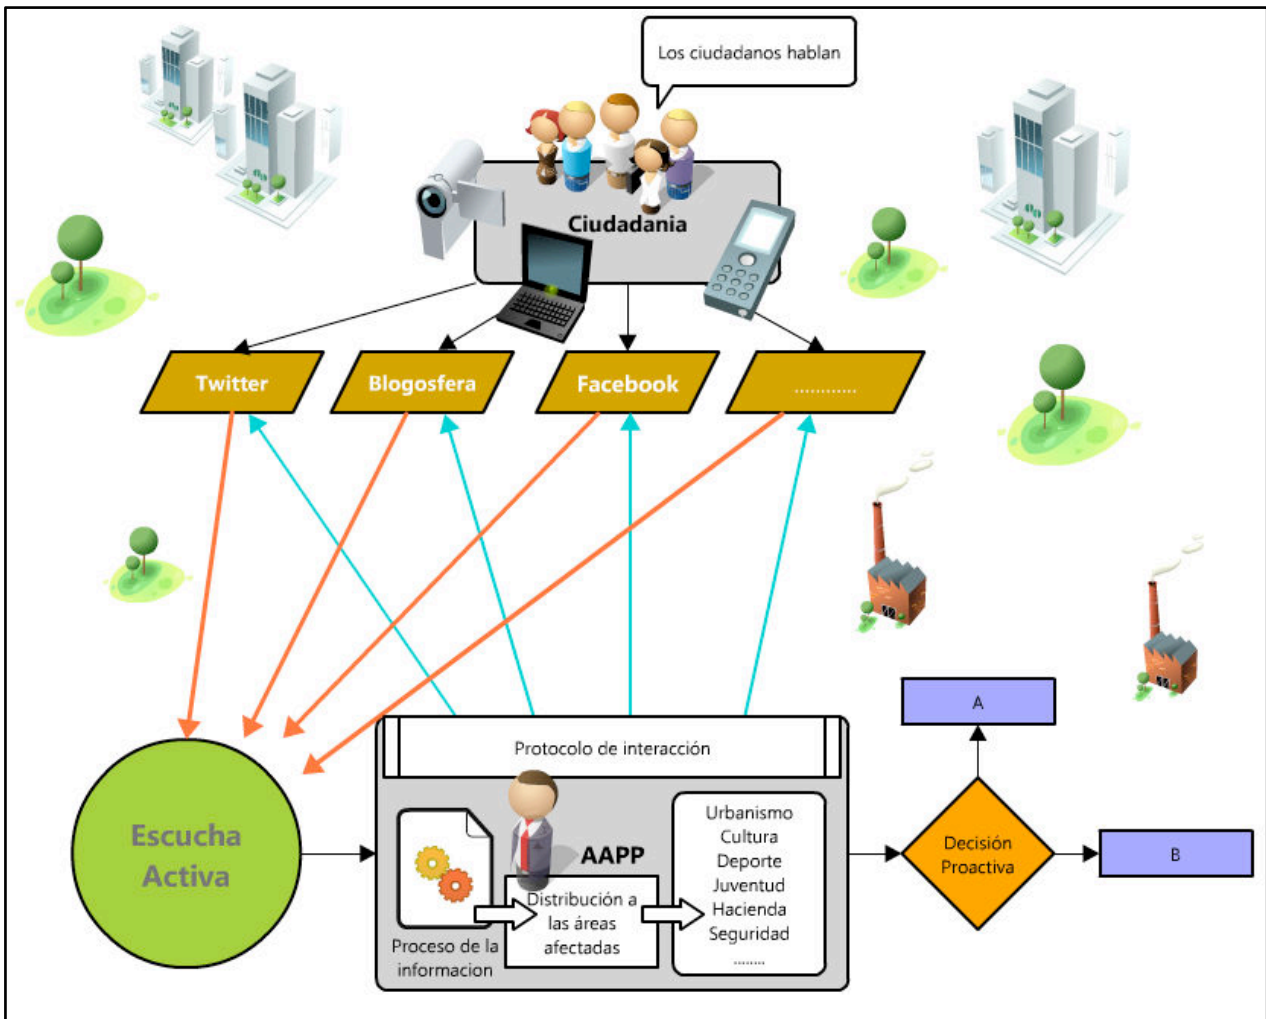 Los ciudadanos hablan
Ciudadania
Twitter
Blogosfera
Facebook
............
Protocolo de interacción
Escucha
Activa
AAPP
Proceso de la
informacion
Distribución a
las áreas
afectadas
Urbanismo
Cultura
Deporte
Juventud
Hacienda
Seguridad
........
Decisión
Proactiva
A
B